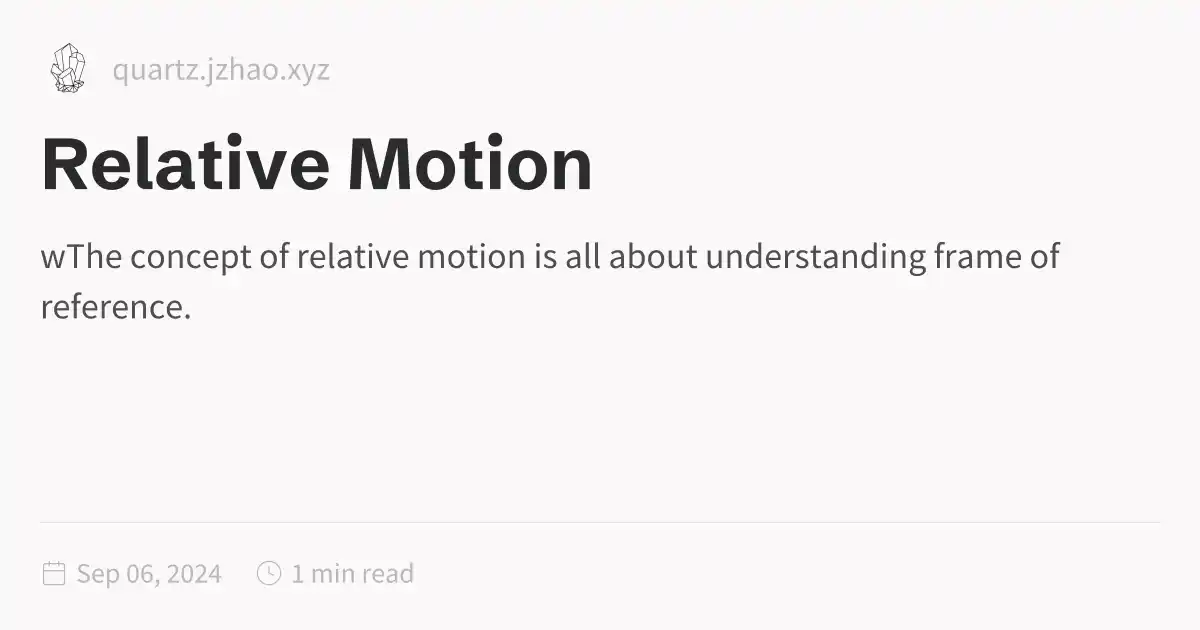 quartz.jzhao.xyz
Relative Motion
wThe concept of relative motion is all about understanding frame of
reference.
Sep 06, 2024 1 min read